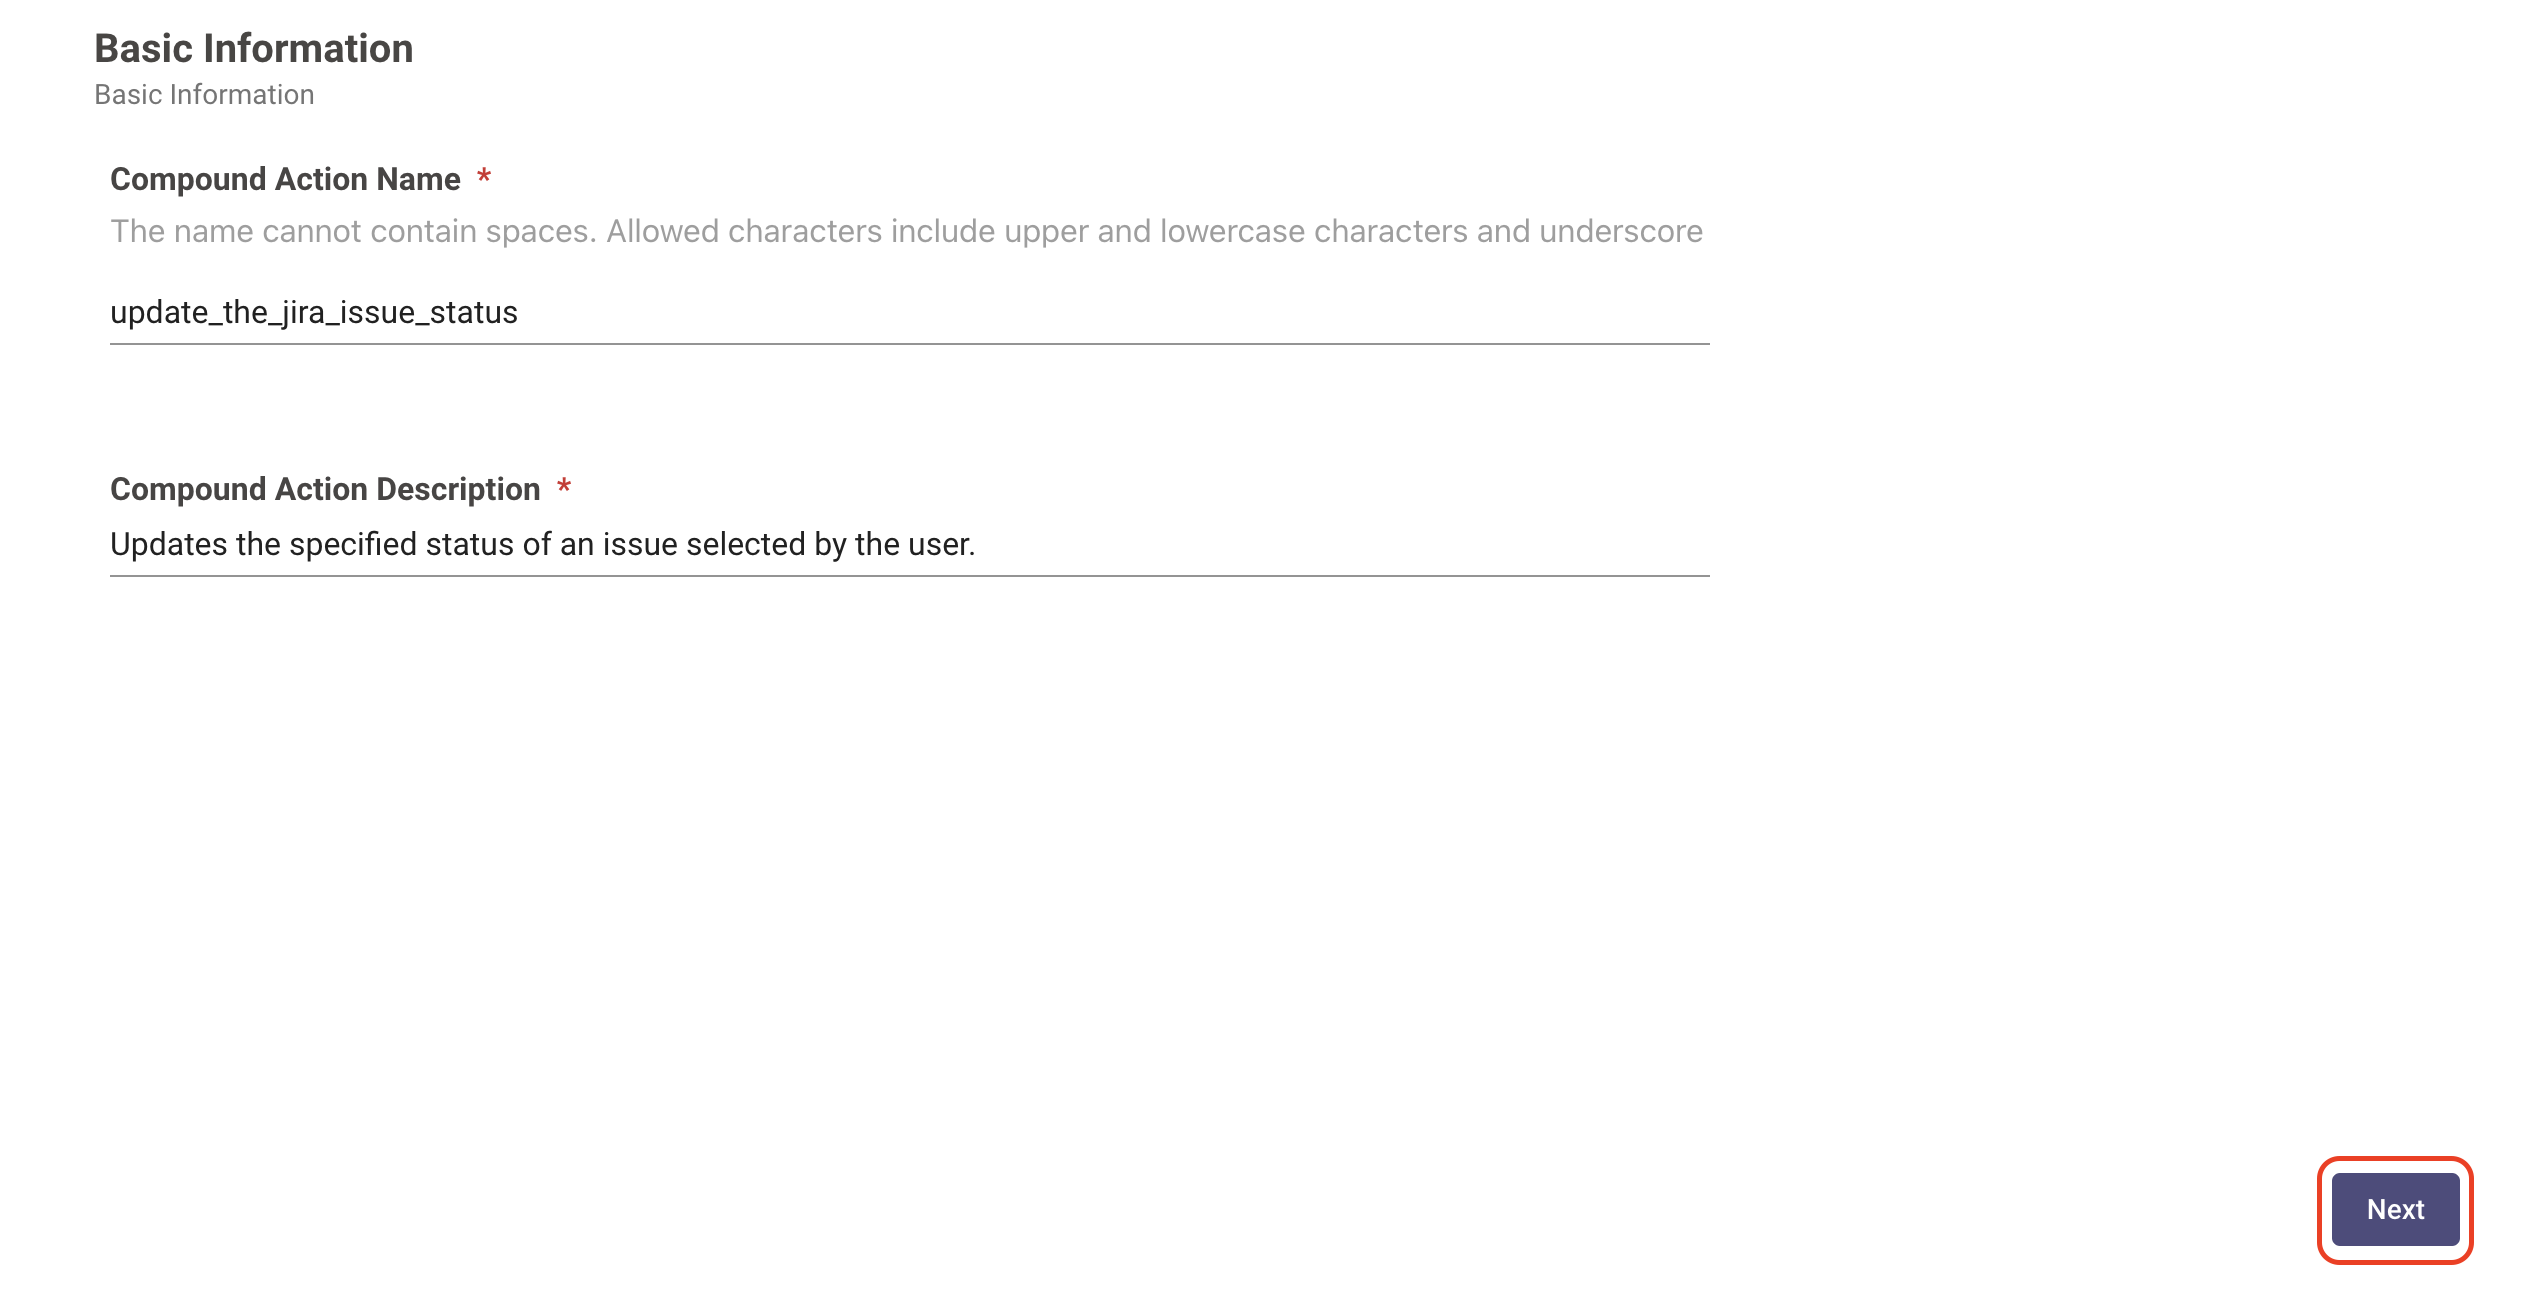 Basic Information
Basic Information
Compound Action Name *
The name cannot contain spaces. Allowed characters include upper and lowercase characters and underscore
update_the_jira_issue_status
Compound Action Description *
Updates the specified status of an issue selected by the user.
Next